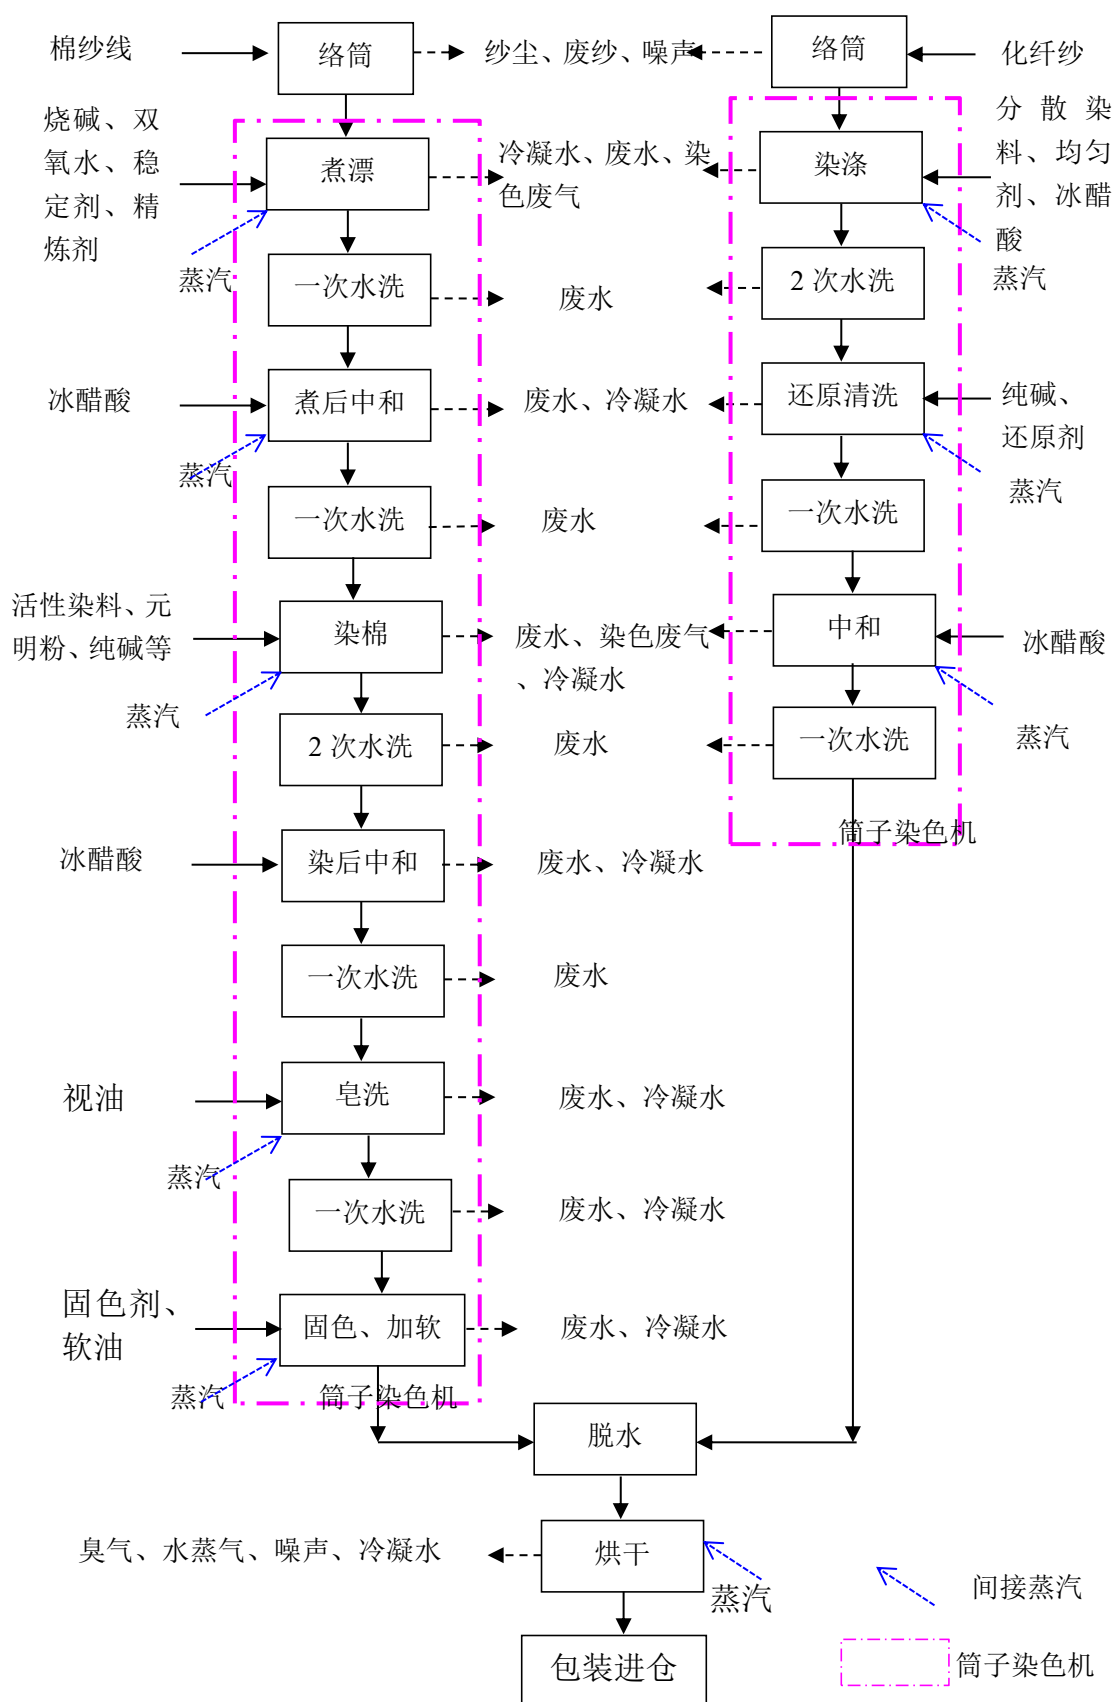 棉纱线
络筒
纱尘、废纱、噪声
络筒
化纤纱
烧碱、双
氧水、稳
定剂、精
炼剂
煮漂
冷凝水、废水、染
色废气
染涤
分散染
料、均匀
剂、冰醋
酸
蒸汽
蒸汽
一次水洗
废水
2 次水洗
冰醋酸
煮后中和
废水、冷凝水
还原清洗
纯碱、
还原剂
蒸汽
蒸汽
一次水洗
废水
一次水洗
活性染料、元
明粉、纯碱等
染棉
废水、染色废气
、冷凝水
中和
冰醋酸
蒸汽
2 次水洗
废水
一次水洗
蒸汽
筒子染色机
冰醋酸
染后中和
废水、冷凝水
一次水洗
废水
视油
皂洗
废水、冷凝水
蒸汽
一次水洗
废水、冷凝水
固色剂、
软油
固色、加软
废水、冷凝水
蒸汽
筒子染色机
脱水
臭气、水蒸气、噪声、冷凝水
烘干
蒸汽
间接蒸汽
包装进仓
筒子染色机